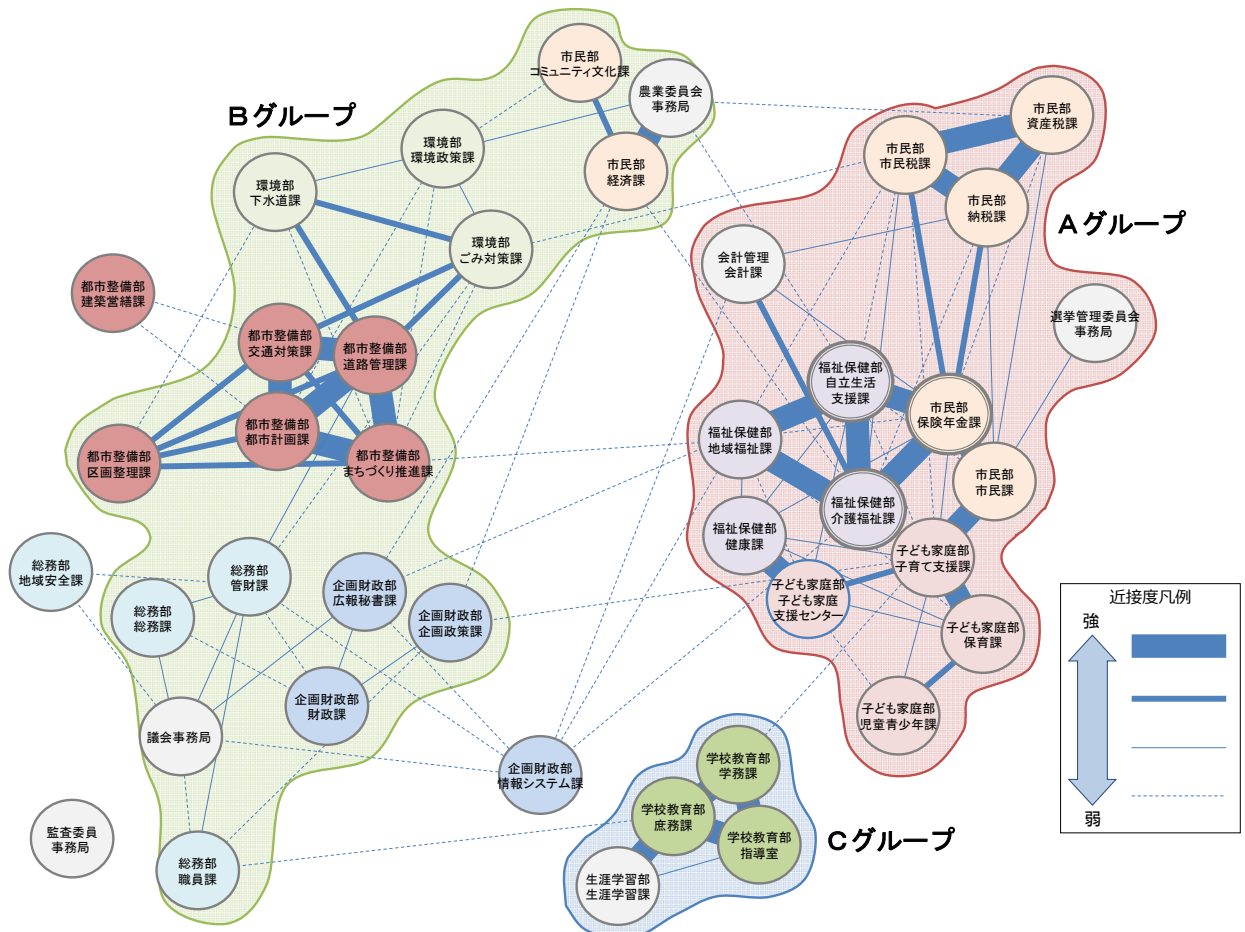 市民部
コミュニティ文化課
農業委員会
事務局
Bグループ
環境部
環境政策課
市民部
経済課
環境部
下水道課
環境部
ごみ対策課
都市整備部
建築営繕課
都市整備部
交通対策課
都市整備部
道路管理課
都市整備部
都市計画課
都市整備部
区画整理課
都市整備部
まちづくり推進課
総務部
地域安全課
総務部
管財課
総務部
総務課
企画財政部
広報秘書課
企画財政部
企画政策課
企画財政部
財政課
議会事務局
企画財政部
情報システム課
監査委員
事務局
総務部
職員課
市民部
資産税課
市民部
市民税課
市民部
納税課
Aグループ
会計管理
会計課
選挙管理委員会
事務局
福祉保健部
自立生活
支援課
市民部
保険年金課
福祉保健部
地域福祉課
市民部
市民課
福祉保健部
介護福祉課
福祉保健部
健康課
子ども家庭部
子育て支援課
子ども家庭部
子ども家庭
支援センター
子ども家庭部
保育課
子ども家庭部
児童青少年課
学校教育部
学務課
学校教育部
庶務課
学校教育部
指導室
Cグループ
生涯学習部
生涯学習課
近接度凡例
強
弱